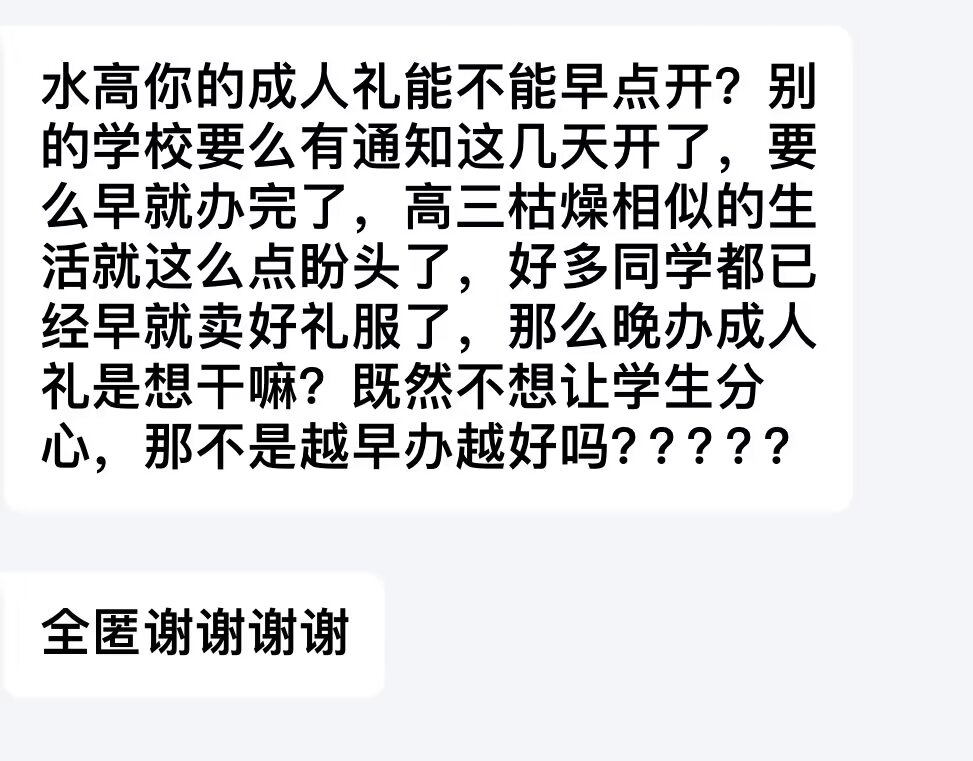 水高你的成人礼能不能早点开？别
的学校要么有通知这几天开了，要
么早就办完了，高三枯燥相似的生
活就这么点盼头了，好多同学都已
经早就卖好礼服了，那么晚办成人
礼是想干嘛？既然不想让学生分
心，那不是越早办越好吗？？？？？
全匿谢谢谢谢